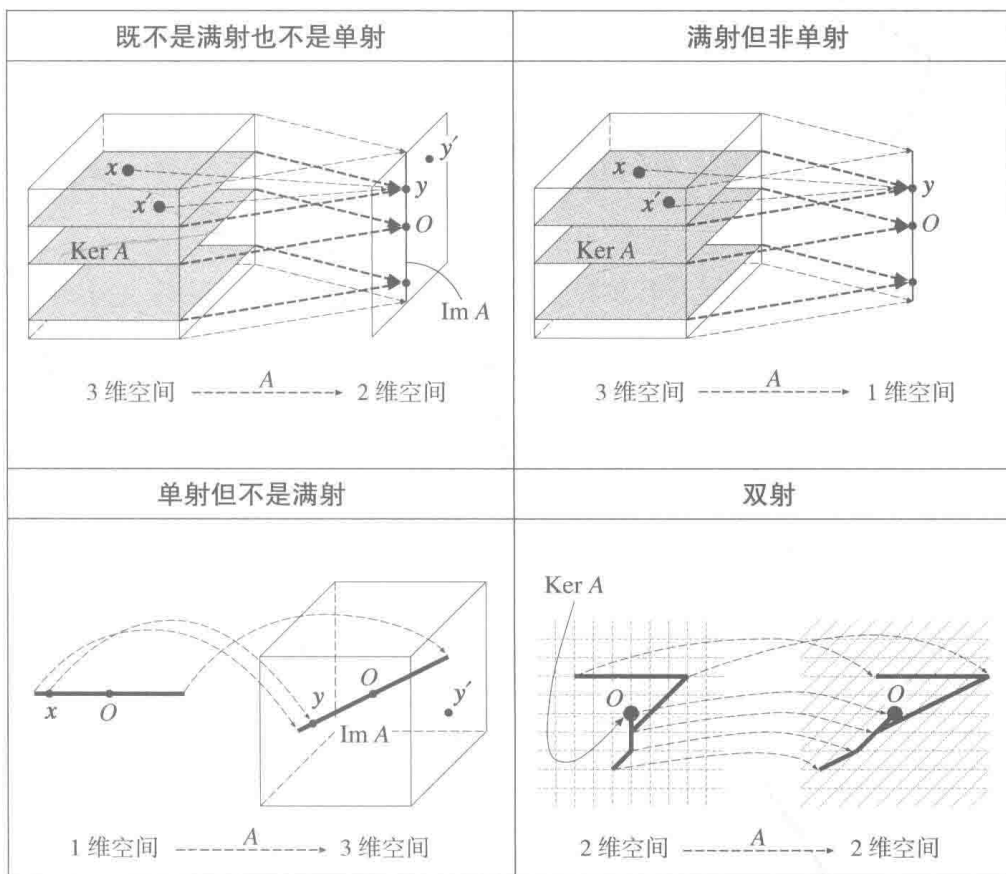 既不是满射也不是单射
满射但非单射
x
x′
Ker A
y′
y
O
Im A
3 维空间 A 2 维空间
x
x′
Ker A
y
O
3 维空间 A 1 维空间
单射但不是满射
双射
x
O
y
O
y′
Im A
1 维空间 A 3 维空间
Ker A
O
O
2 维空间 A 2 维空间